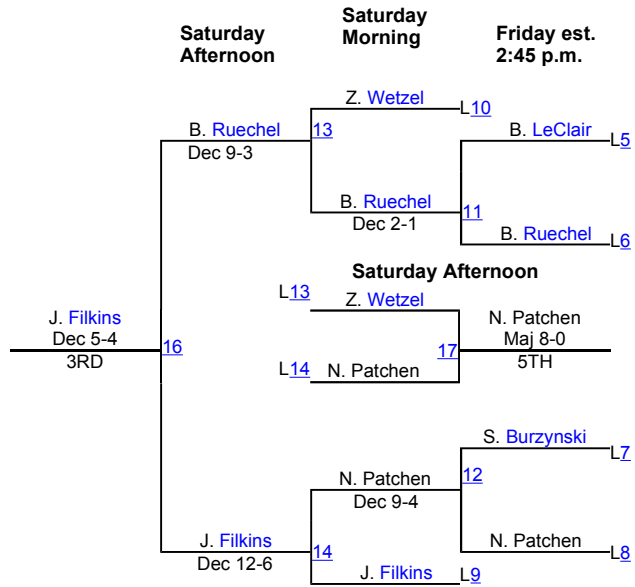 Saturday Afternoon
Saturday Morning
Friday est. 2:45 p.m.
Z. Wetzel
L10
B. Ruechel
13
B. LeClair
L5
Dec 9-3
B. Ruechel
11
Dec 2-1
B. Ruechel
L6
Saturday Afternoon
L13
Z. Wetzel
J. Filkins
N. Patchen
Dec 5-4
16
17
Maj 8-0
3RD
5TH
L14
N. Patchen
S. Burzynski
L7
N. Patchen
12
Dec 9-4
J. Filkins
14
N. Patchen
L8
Dec 12-6
J. Filkins
L9